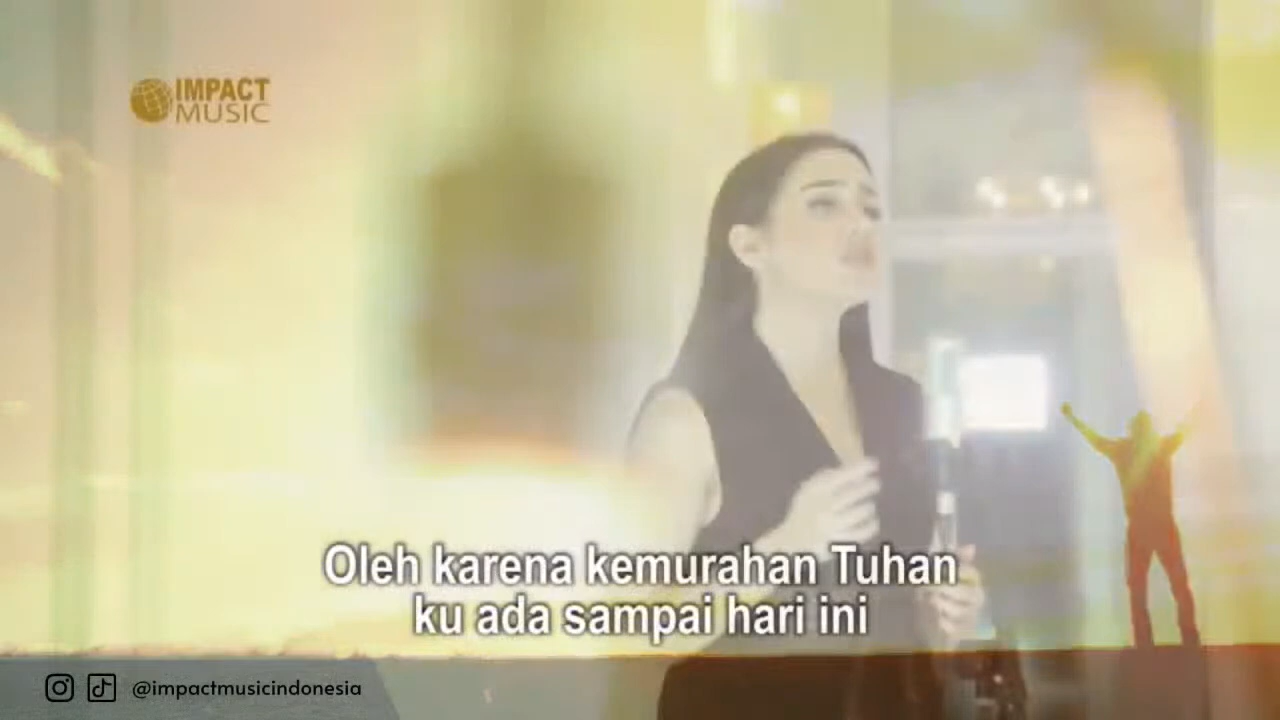 IMPACT
MUSIC
Oleh karena kemurahan Tuhan
ku ada sampai hari ini
@impactmusicindonesia